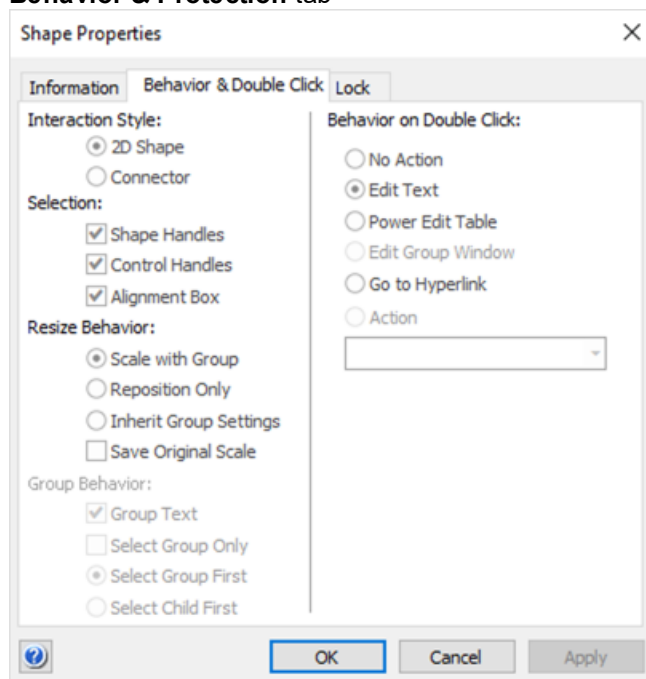 Behavior & Protection tab
Shape Properties
Information Behavior & Double Click Lock
Interaction Style:
2D Shape
Connector
Selection:
Shape Handles
Control Handles
Alignment Box
Resize Behavior:
Scale with Group
Reposition Only
Inherit Group Settings
Save Original Scale
Group Behavior:
Group Text
Select Group Only
Select Group First
Select Child First
Behavior on Double Click:
No Action
Edit Text
Power Edit Table
Edit Group Window
Go to Hyperlink
Action
OK Cancel Apply